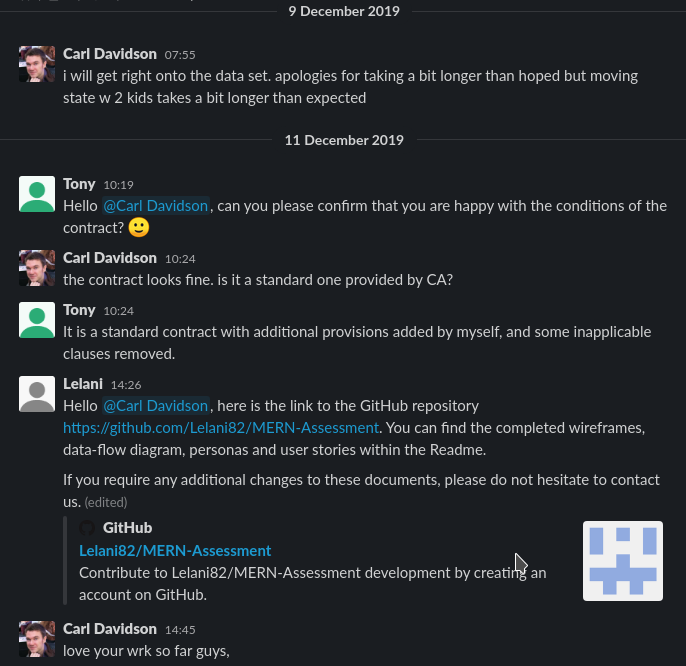 9 December 2019
Carl Davidson 07:55
i will get right onto the data set. apologies for taking a bit longer than hoped but moving
state w 2 kids takes a bit longer than expected
11 December 2019
Tony 10:19
Hello @Carl Davidson, can you please confirm that you are happy with the conditions of the
contract? 🙂
Carl Davidson 10:24
the contract looks fine. is it a standard one provided by CA?
Tony 10:24
It is a standard contract with additional provisions added by myself, and some inapplicable
clauses removed.
Lelani 14:26
Hello @Carl Davidson, here is the link to the GitHub repository
https://github.com/Lelani82/MERN-Assessment. You can find the completed wireframes,
data-flow diagram, personas and user stories within the Readme.
If you require any additional changes to these documents, please do not hesitate to contact
us. (edited)
GitHub
Lelani82/MERN-Assessment
Contribute to Lelani82/MERN-Assessment development by creating an
account on GitHub.
Carl Davidson 14:45
love your wrk so far guys,